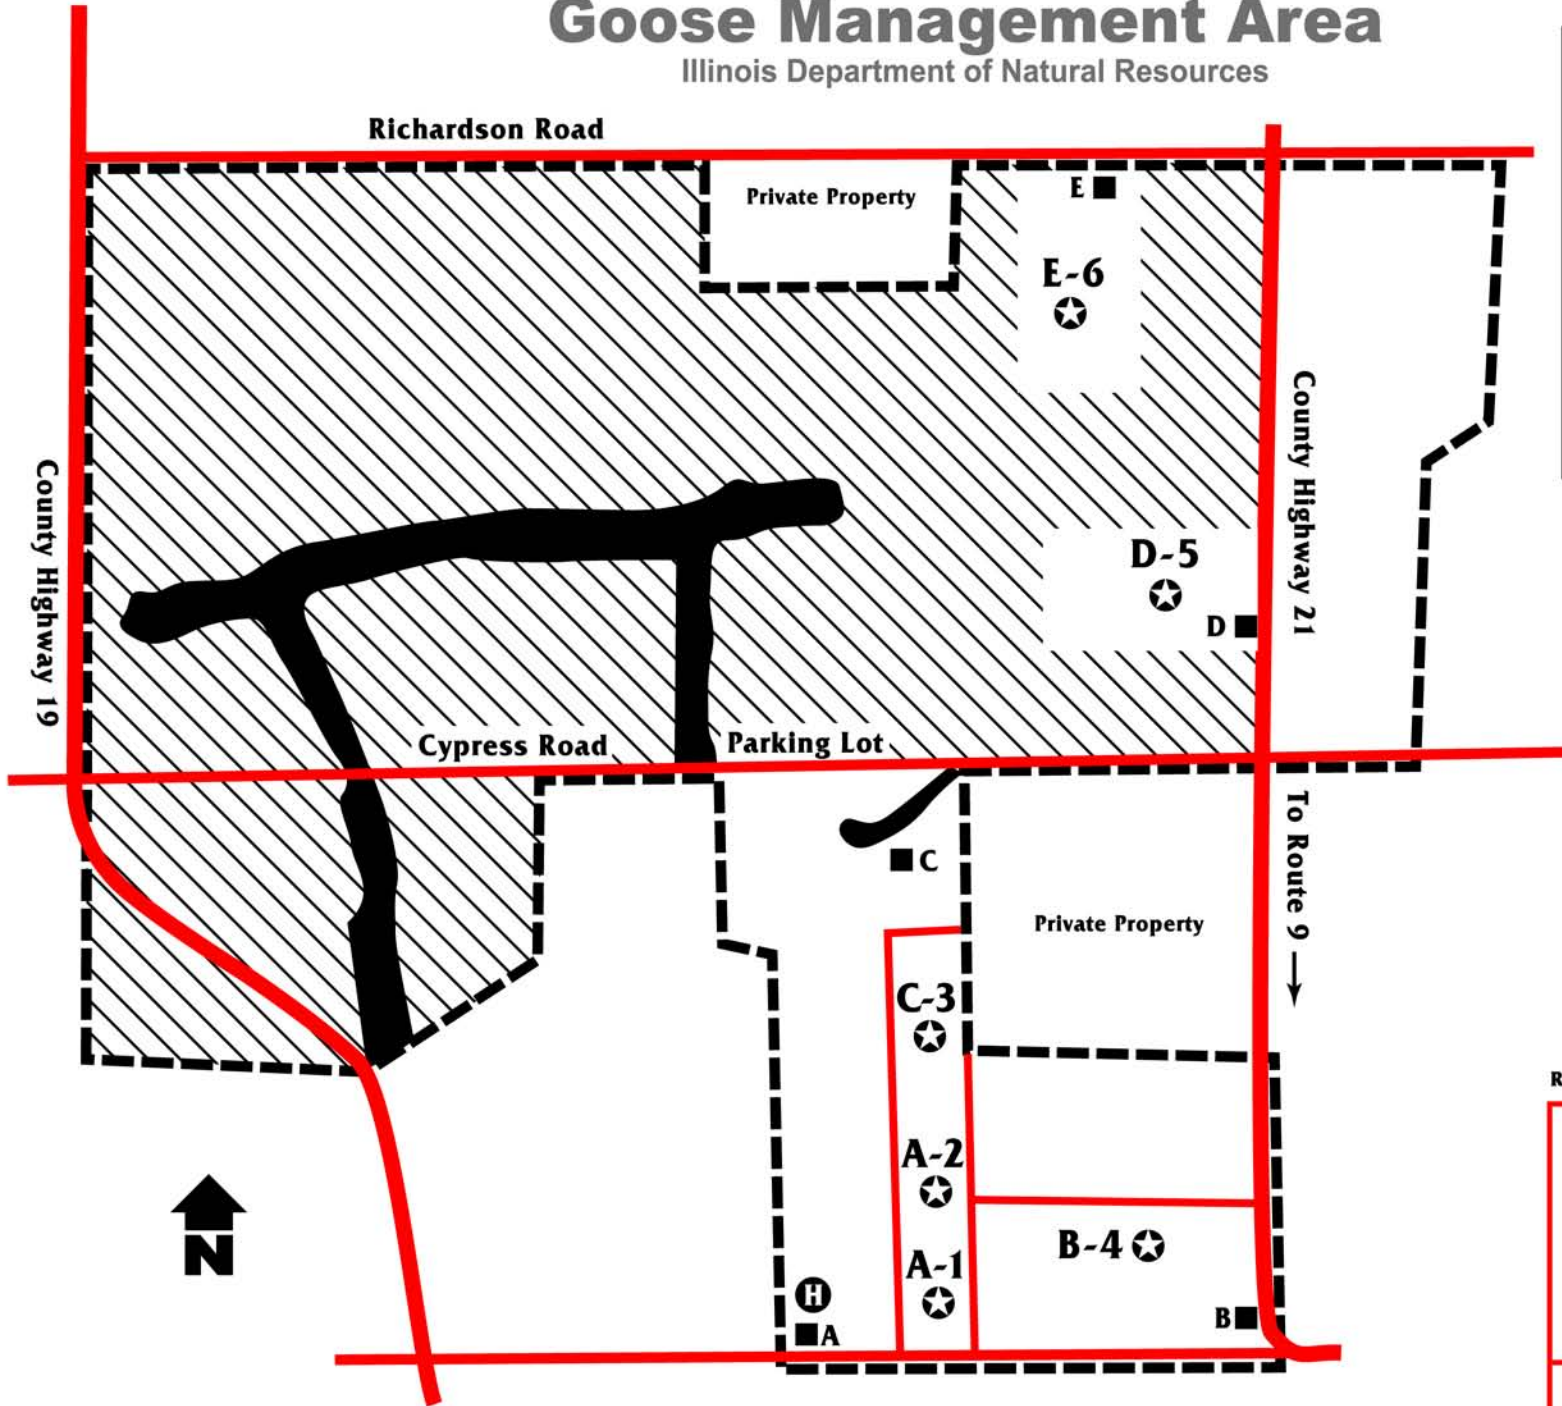 Goose Management Area
Illinois Department of Natural Resources
Richardson Road
Private Property
E
E-6
County Highway 19
County Highway 21
D-5
D
Cypress Road
Parking Lot
To Route 9
C
Private Property
C-3
R
A-2
N
B-4
A-1
H
B
A